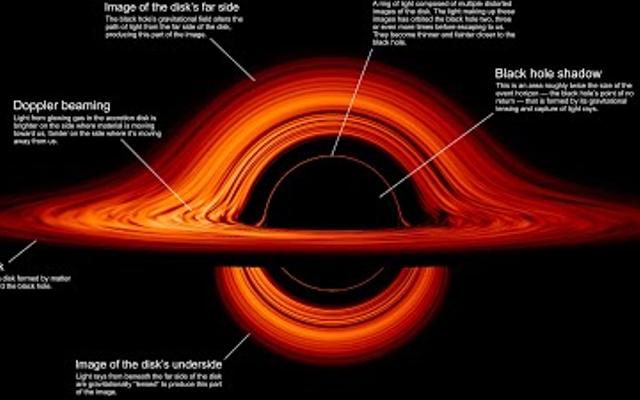 Image of the disk's far side
The black hole's gravitational field alters the
path of light from the far side of the disk,
producing this part of the image.
A ring of light composed of multiple distorted
images of the disk. The light making up these
images has orbited the black hole two, three
or even more times before escaping to us.
They become thinner and fainter closer to the
black hole.
Black hole shadow
This is an area roughly twice the size of the
event horizon — the black hole's point of no
return — that is formed by its gravitational
lensing and capture of light rays.
Doppler beaming
Light from glowing gas in the accretion disk is
brighter on the side where material is moving
toward us, fainter on the side where it's moving
away from us.
k
disk formed by matter
the black hole.
Image of the disk's underside
Light rays from beneath the far side of the disk
are gravitationally "lensed" to produce this part
of the image.